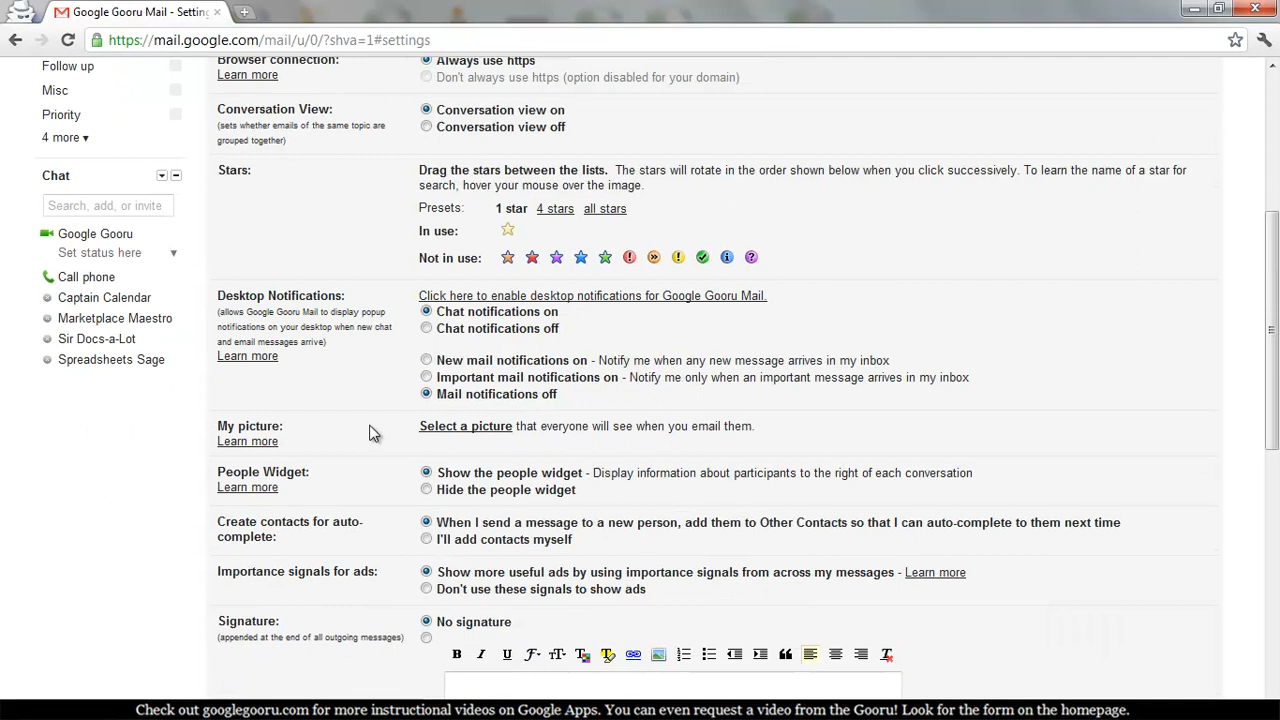 Google Gooru Mail - Setting
https://mail.google.com/mail/u/0/?shva=1#settings
Follow up
Misc
Priority
4 more
Chat
Search, add, or invite
Google Gooru
Set status here
Call phone
Captain Calendar
Marketplace Maestro
Sir Docs-a-Lot
Spreadsheets Sage
Browser connection:
Learn more
Always use https
Don't always use https (option disabled for your domain)
Conversation View:
(sets whether emails of the same topic are
grouped together)
Conversation view on
Conversation view off
Stars:
Drag the stars between the lists. The stars will rotate in the order shown below when you click successively. To learn the name of a star for
search, hover your mouse over the image.
Presets: 1 star 4 stars all stars
In use:
Not in use:
Desktop Notifications:
(allows Google Gooru Mail to display popup
notifications on your desktop when new chat
and email messages arrive)
Learn more
Click here to enable desktop notifications for Google Gooru Mail.
Chat notifications on
Chat notifications off
New mail notifications on - Notify me when any new message arrives in my inbox
Important mail notifications on - Notify me only when an important message arrives in my inbox
Mail notifications off
My picture:
Learn more
Select a picture that everyone will see when you email them.
People Widget:
Learn more
Show the people widget - Display information about participants to the right of each conversation
Hide the people widget
Create contacts for auto-
complete:
When I send a message to a new person, add them to Other Contacts so that I can auto-complete to them next time
I'll add contacts myself
Importance signals for ads:
Show more useful ads by using importance signals from across my messages - Learn more
Don't use these signals to show ads
Signature:
(appended at the end of all outgoing messages)
No signature
Check out googlegooru.com for more instructional videos on Google Apps. You can even request a video from the Gooru! Look for the form on the homepage.